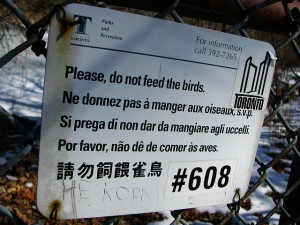 Parks
and
Recreation
For information
call 392-7265
TORONTO
Please, do not feed the birds.
Ne donnez pas à manger aux oiseaux, s.v.p.
Si prega di non dar da mangiare agli uccelli.
Por favor, não dê de comer às aves.
請勿飼餵雀鳥
#608